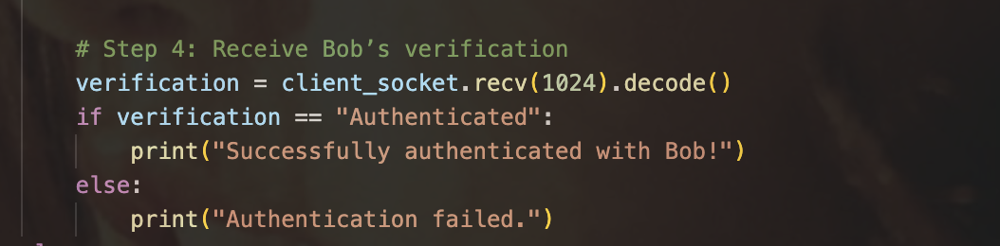 # Step 4: Receive Bob’s verification
verification = client_socket.recv(1024).decode()
if verification == "Authenticated":
    print("Successfully authenticated with Bob!")
else:
    print("Authentication failed.")